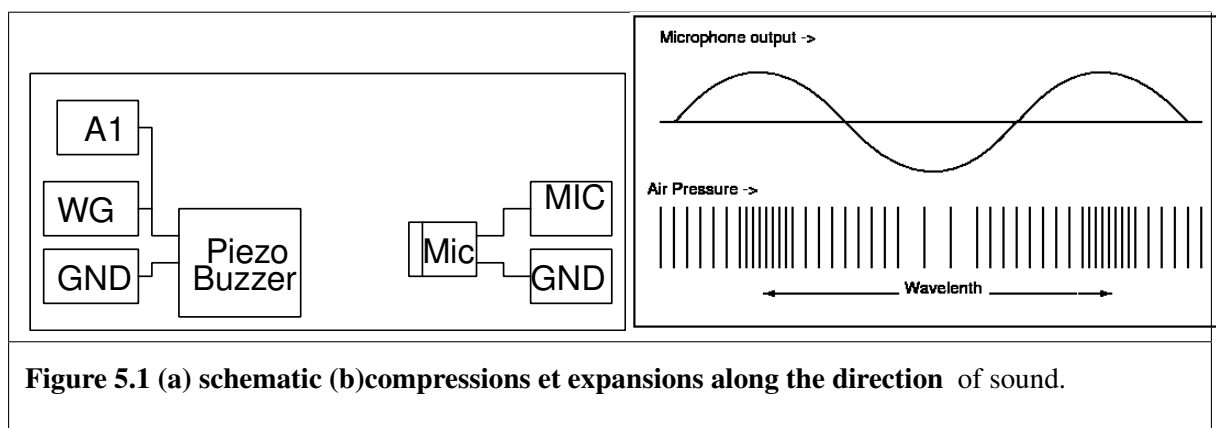 A1
WG
GND
Piezo
Buzzer
Mic
MIC
GND
Microphone output ->
Air Pressure ->
Wavelenth
Figure 5.1 (a) schematic (b)compressions et expansions along the direction of sound.